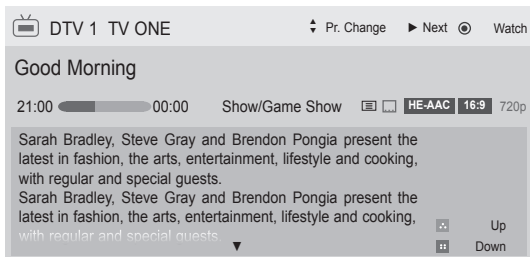 DTV 1 TV ONE Pr. Change Next Watch
Good Morning
21:00 00:00 Show/Game Show HE-AAC 16:9 720p
Sarah Bradley, Steve Gray and Brendon Pongia present the
latest in fashion, the arts, entertainment, lifestyle and cooking,
with regular and special guests.
Sarah Bradley, Steve Gray and Brendon Pongia present the
latest in fashion, the arts, entertainment, lifestyle and cooking,
with regular and special guests.
Up
Down